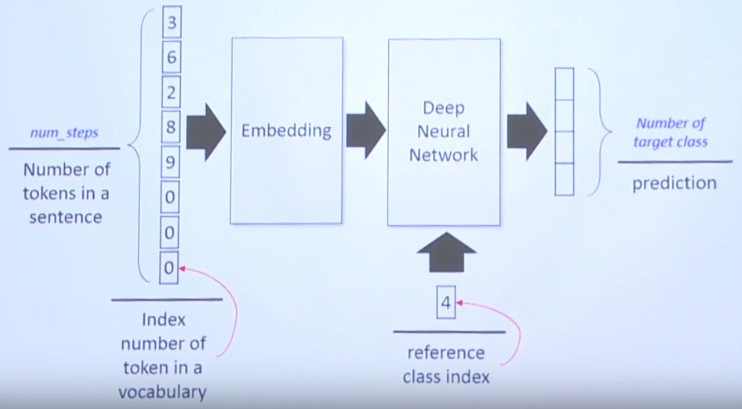 3
6
2
8
9
0
0
0
num_steps
Number of
tokens in a
sentence
Index
number of
token in a
vocabulary
Embedding
Deep
Neural
Network
4
reference
class index
Number of
target class
prediction